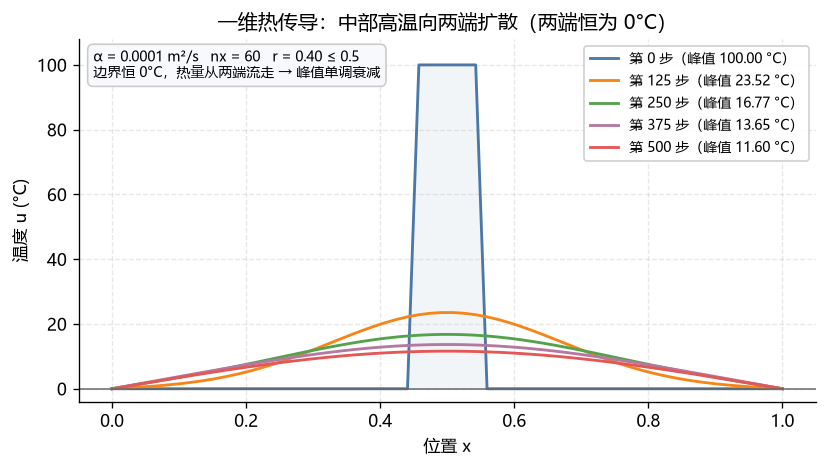 一维热传导：中部高温向两端扩散（两端恒为 0°C）
α = 0.0001 m²/s   nx = 60   r = 0.40 ≤ 0.5
边界恒 0°C，热量从两端流走 → 峰值单调衰减
第 0 步（峰值 100.00 °C）
第 125 步（峰值 23.52 °C）
第 250 步（峰值 16.77 °C）
第 375 步（峰值 13.65 °C）
第 500 步（峰值 11.60 °C）
温度 u (°C)
100
80
60
40
20
0
0.0
0.2
0.4
0.6
0.8
1.0
位置 x